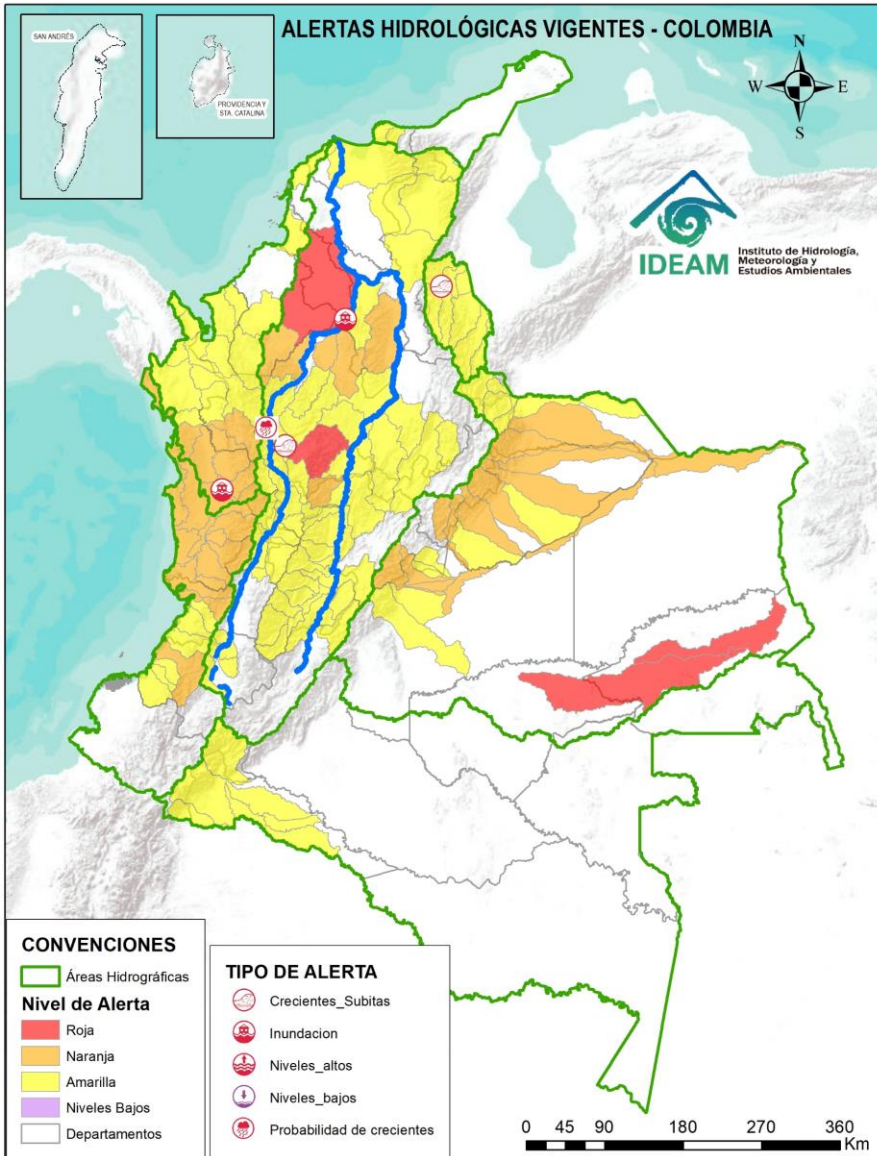 ALERTAS HIDROLÓGICAS VIGENTES - COLOMBIA
SAN ANDRÉS
PROVIDENCIA Y
STA. CATALINA
N
W
E
S
IDEAM
Instituto de Hidrología,
Meteorología y
Estudios Ambientales
CONVENCIONES
Áreas Hidrográficas
Nivel de Alerta
Roja
Naranja
Amarilla
Niveles Bajos
Departamentos
TIPO DE ALERTA
Crecientes_Subitas
Inundacion
Niveles_altos
Niveles_bajos
Probabilidad de crecientes
0 45 90 180 270 360
Km